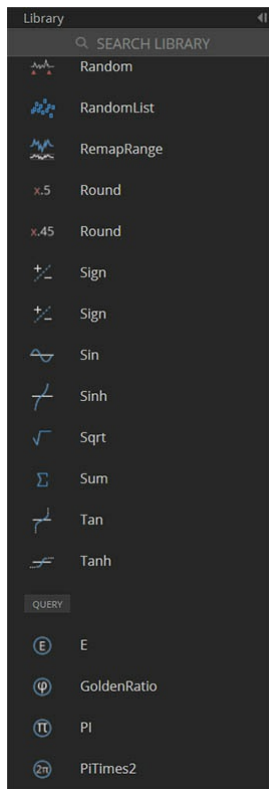 Library
SEARCH LIBRARY
Random
RandomList
RemapRange
x.5 Round
x.45 Round
Sign
Sign
Sin
Sinh
Sqrt
Σ Sum
Tan
Tanh
QUERY
E E
φ GoldenRatio
π PI
2π PiTimes2